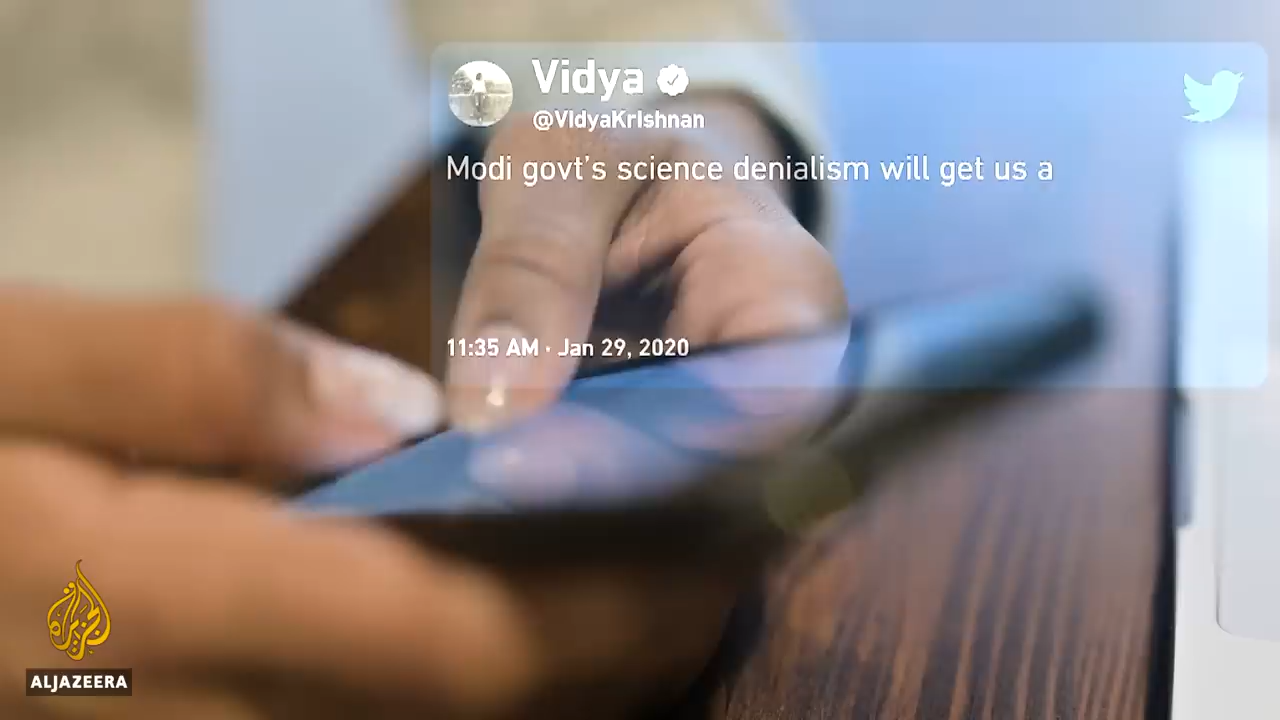 Vidya
@VidyaKrishnan
Modi govt's science denialism will get us a
11:35 AM · Jan 29, 2020
ALJAZEERA